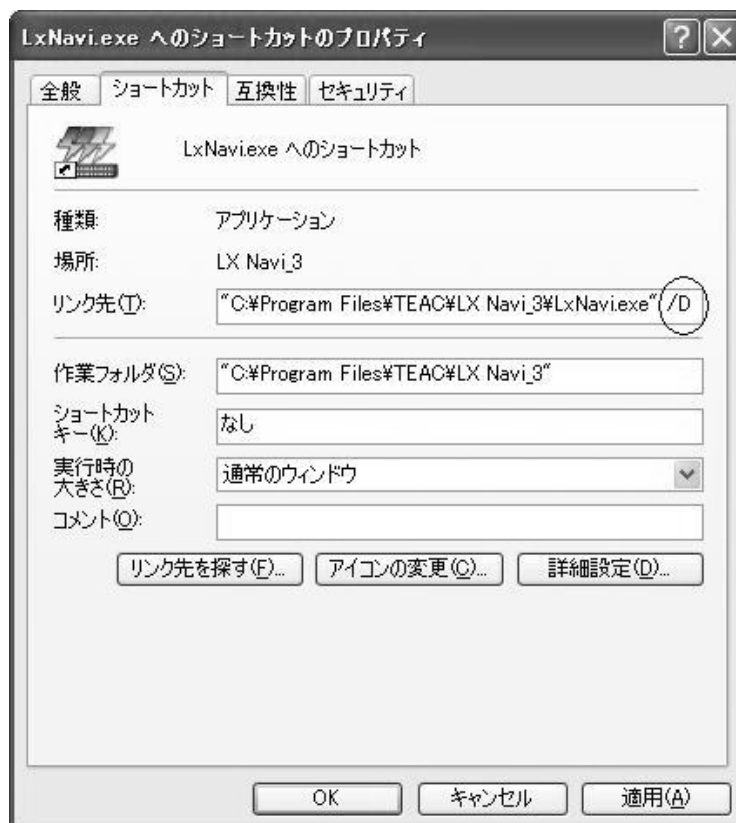 LxNavi.exe へのショートカットのプロパティ
全般 ショートカット 互換性 セキュリティ
LxNavi.exe へのショートカット
種類: アプリケーション
場所: LX Navi_3
リンク先(T): "C:¥Program Files¥TEAC¥LX Navi_3¥LxNavi.exe" /D
作業フォルダ(S): "C:¥Program Files¥TEAC¥LX Navi_3"
ショートカット
キー(K): なし
実行時の
大きさ(R): 通常のウィンドウ
コメント(O):
リンク先を探す(F)... アイコンの変更(C)... 詳細設定(D)...
OK キャンセル 適用(A)